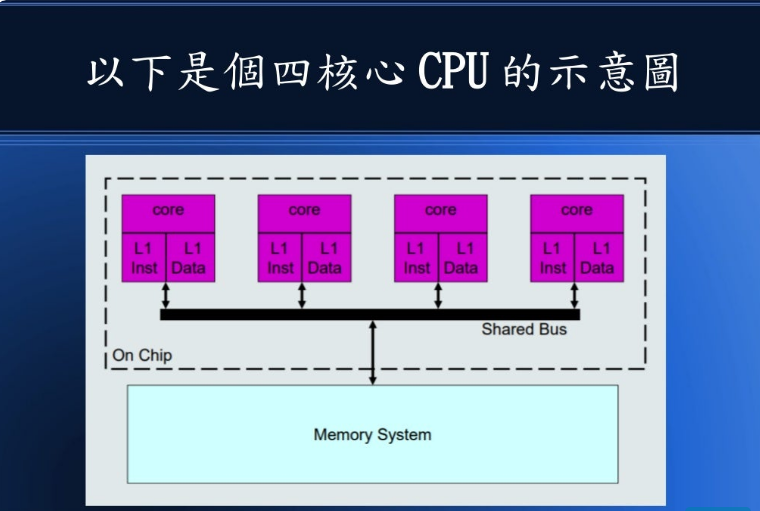 以下是個四核心 CPU 的示意圖
core core core core
L1 L1 L1 L1 L1 L1 L1 L1
Inst Data Inst Data Inst Data Inst Data
Shared Bus
On Chip
Memory System